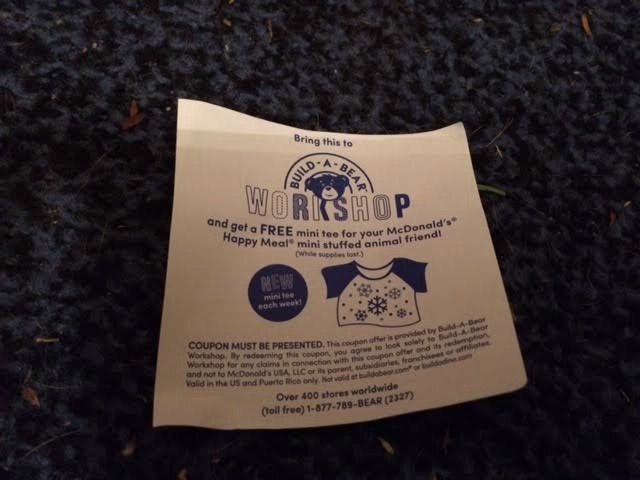 Bring this to
BUILD-A-BEAR
WORKSHOP
and get a FREE mini tee for your McDonald's®
Happy Meal® mini stuffed animal friend!
(While supplies last.)
NEW
mini tee
each week!
COUPON MUST BE PRESENTED. This coupon offer is provided by Build-A-Bear
Workshop. By redeeming this coupon, you agree to look solely to Build-A-Bear
Workshop for any claims in connection with this coupon offer and its redemption,
and not to McDonald's USA, LLC or its parent, subsidiaries, franchisees or affiliates.
Valid in the US and Puerto Rico only. Not valid at buildabear.com® or buildadino.com
Over 400 stores worldwide
(toll free) 1-877-789-BEAR (2327)